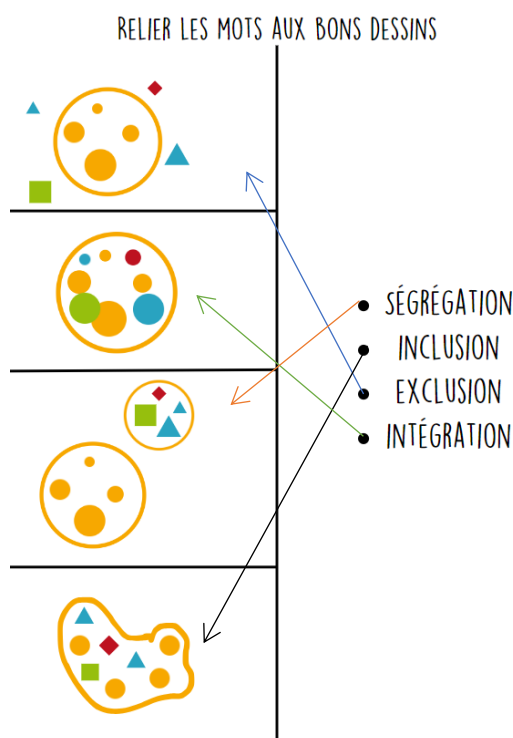 RELIER LES MOTS AUX BONS DESSINS
SÉGRÉGATION
INCLUSION
EXCLUSION
INTÉGRATION